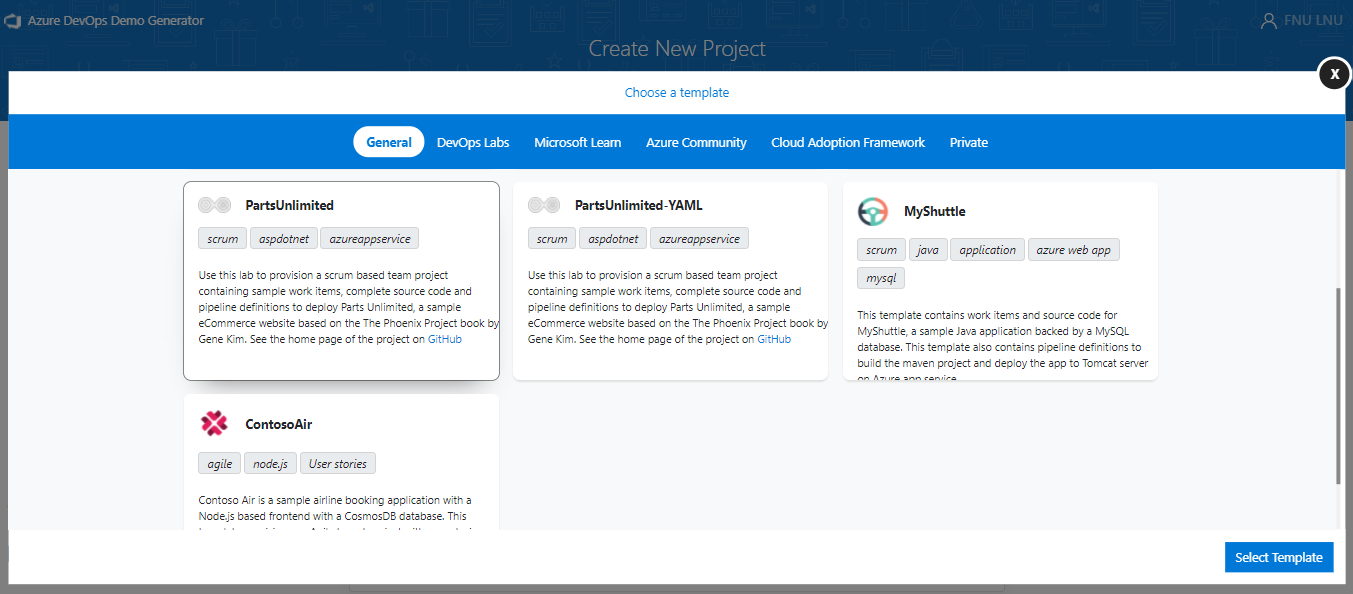 Azure DevOps Demo Generator
FNU LNU
Create New Project
X
Choose a template
General
DevOps Labs
Microsoft Learn
Azure Community
Cloud Adoption Framework
Private
PartsUnlimited
scrum
aspdotnet
azureappservice
Use this lab to provision a scrum based team project
containing sample work items, complete source code and
pipeline definitions to deploy Parts Unlimited, a sample
eCommerce website based on the The Phoenix Project book by
Gene Kim. See the home page of the project on GitHub
PartsUnlimited-YAML
scrum
aspdotnet
azureappservice
Use this lab to provision a scrum based team project
containing sample work items, complete source code and
pipeline definitions to deploy Parts Unlimited, a sample
eCommerce website based on the The Phoenix Project book by
Gene Kim. See the home page of the project on GitHub
MyShuttle
scrum
java
application
azure web app
mysql
This template contains work items and source code for
MyShuttle, a sample Java application backed by a MySQL
database. This template also contains pipeline definitions to
build the maven project and deploy the app to Tomcat server
on Azure app service
ContosoAir
agile
node.js
User stories
Contoso Air is a sample airline booking application with a
Node.js based frontend with a CosmosDB database. This
Select Template